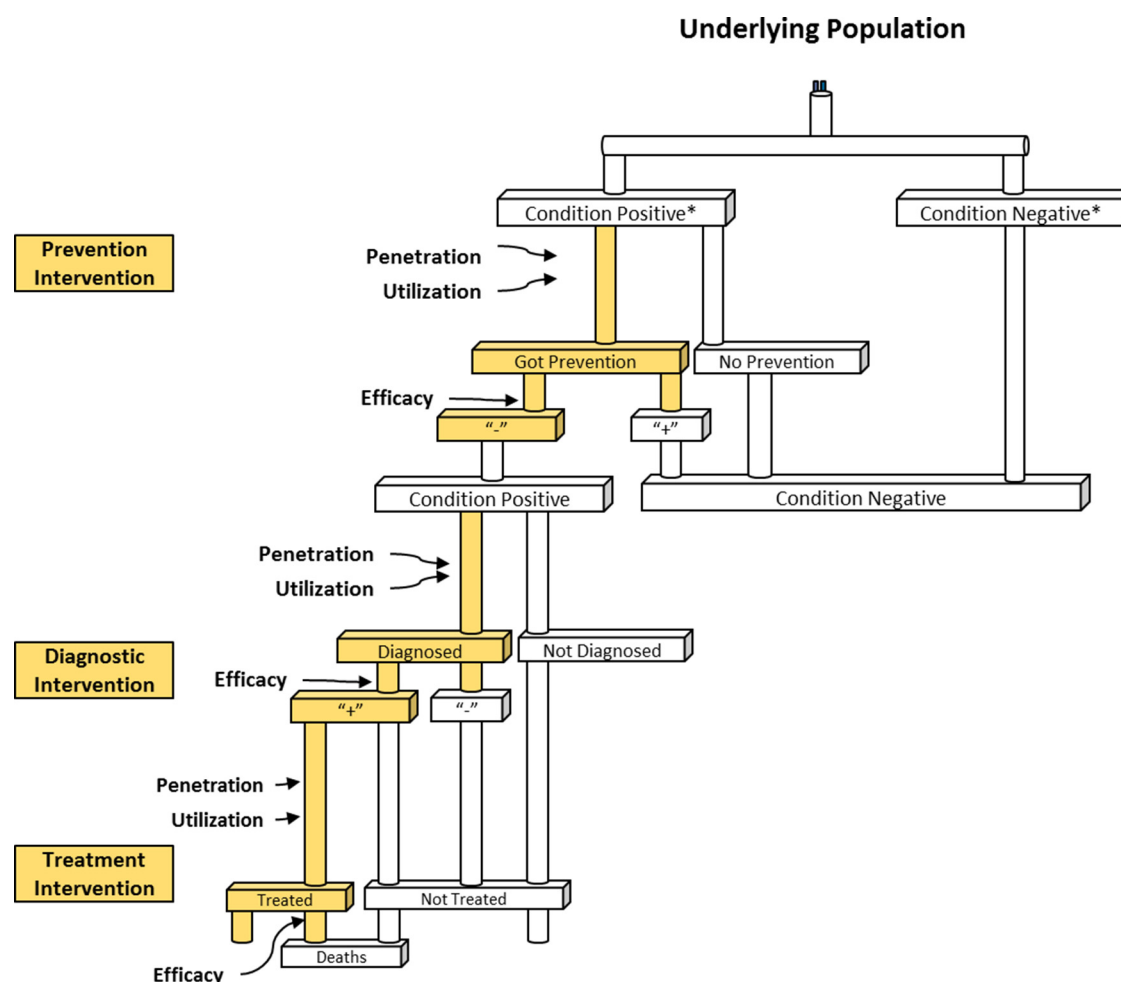 Underlying Population
Condition Positive*
Condition Negative*
Prevention
Intervention
Penetration
Utilization
Got Prevention
No Prevention
Efficacy
“-”
“+”
Condition Positive
Condition Negative
Penetration
Utilization
Diagnostic
Intervention
Diagnosed
Not Diagnosed
Efficacy
“+”
“-”
Penetration
Utilization
Treatment
Intervention
Treated
Not Treated
Deaths
Efficacy